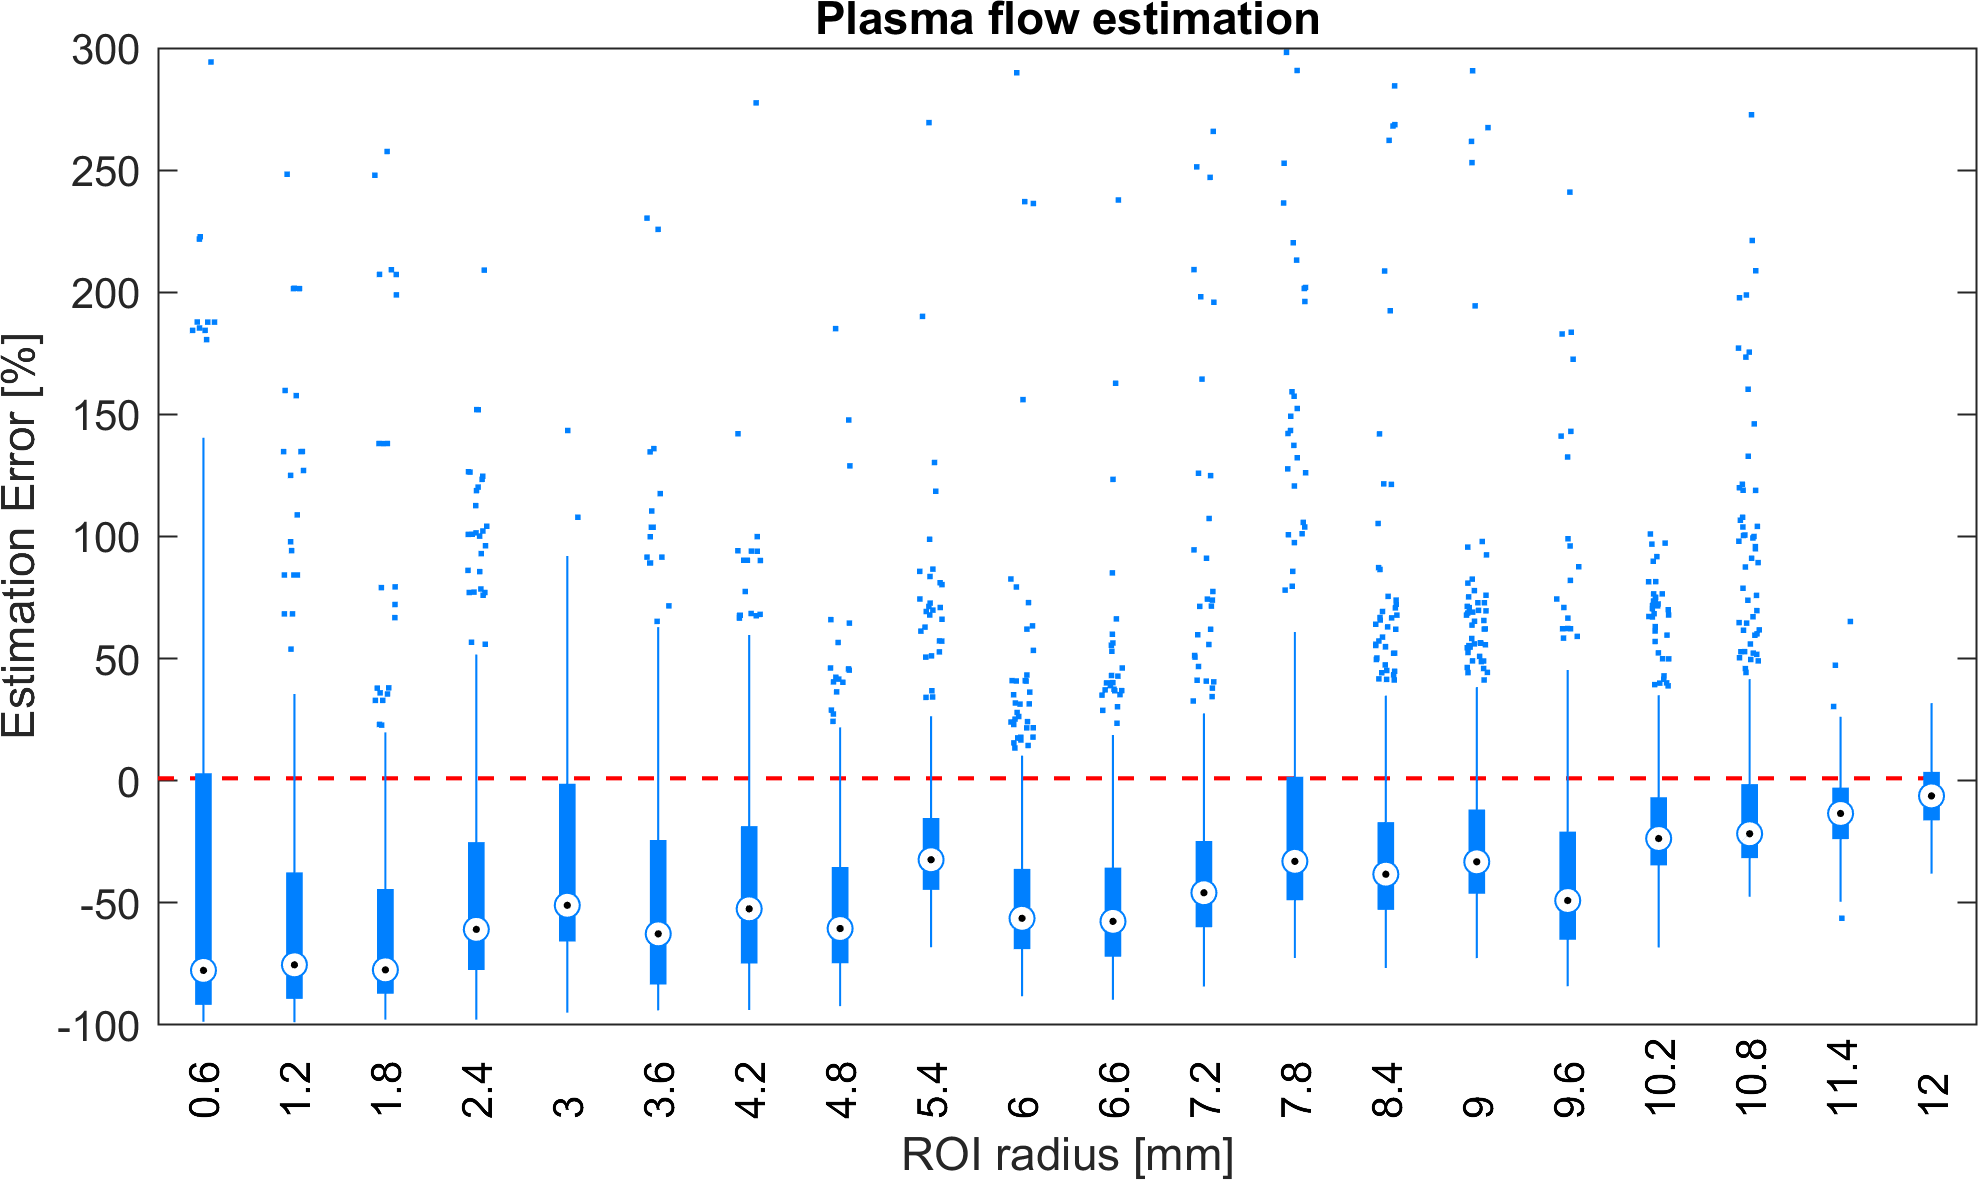 Plasma flow estimation
300
250
200
150
100
50
0
-50
-100
Estimation Error [%]
0.6 1.2 1.8 2.4 3 3.6 4.2 4.8 5.4 6 6.6 7.2 7.8 8.4 9 9.6 10.2 10.8 11.4 12
ROI radius [mm]